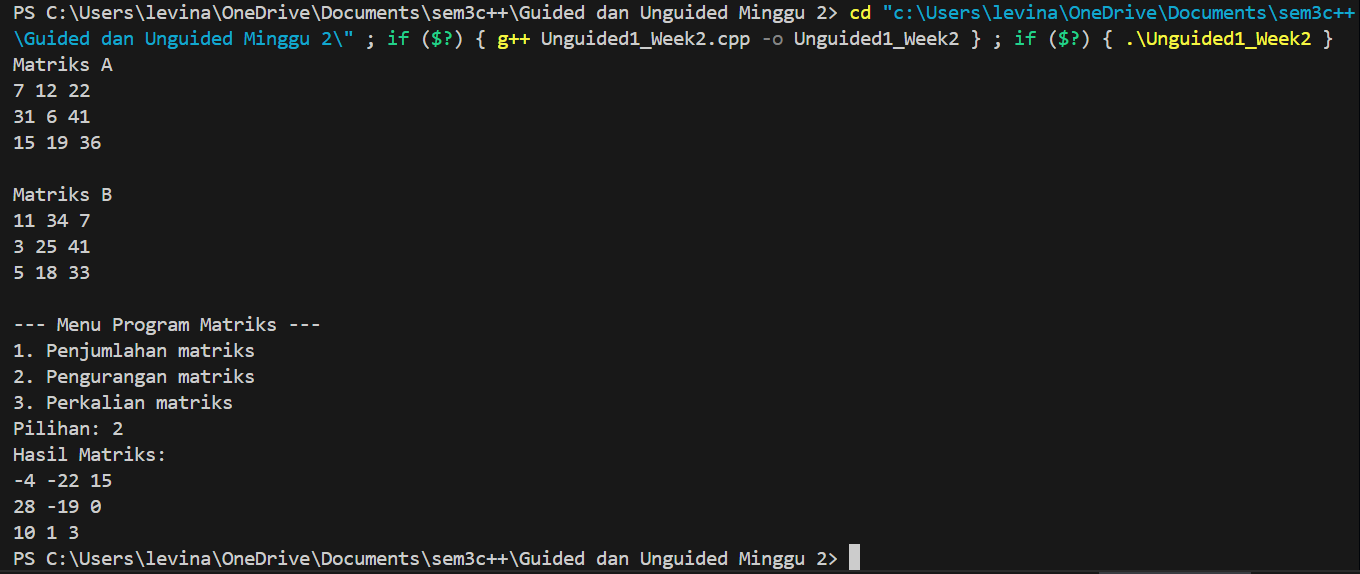 PS C:\Users\levina\OneDrive\Documents\sem3c++\Guided dan Unguided Minggu 2> cd "c:\Users\levina\OneDrive\Documents\sem3c++
\Guided dan Unguided Minggu 2\" ; if ($?) { g++ Unguided1_Week2.cpp -o Unguided1_Week2 } ; if ($?) { .\Unguided1_Week2 }
Matriks A
7 12 22
31 6 41
15 19 36

Matriks B
11 34 7
3 25 41
5 18 33

--- Menu Program Matriks ---
1. Penjumlahan matriks
2. Pengurangan matriks
3. Perkalian matriks
Pilihan: 2
Hasil Matriks:
-4 -22 15
28 -19 0
10 1 3
PS C:\Users\levina\OneDrive\Documents\sem3c++\Guided dan Unguided Minggu 2>